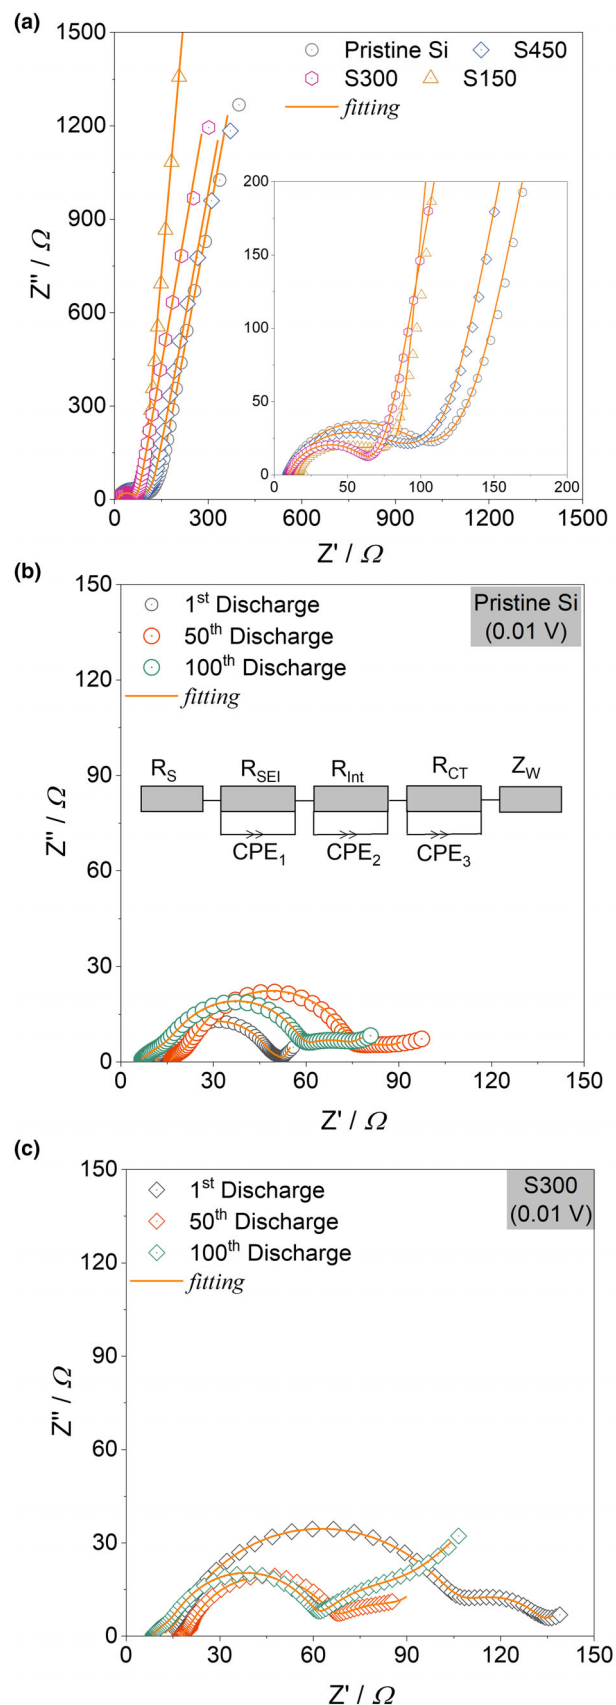 (a)
1500
1200
900
600
300
0
Z'' / Ω
Pristine Si
S450
S300
S150
fitting
200
150
100
50
25
0
0
50
100
150
200
0
300
600
900
1200
1500
Z' / Ω
(b)
150
120
90
60
30
0
Z'' / Ω
1st Discharge
50th Discharge
100th Discharge
fitting
Pristine Si
(0.01 V)
RS
RSEI
RInt
RCT
ZW
CPE1
CPE2
CPE3
0
30
60
90
120
150
Z' / Ω
(c)
150
120
90
60
30
0
Z'' / Ω
1st Discharge
50th Discharge
100th Discharge
fitting
S300
(0.01 V)
0
30
60
90
120
150
Z' / Ω